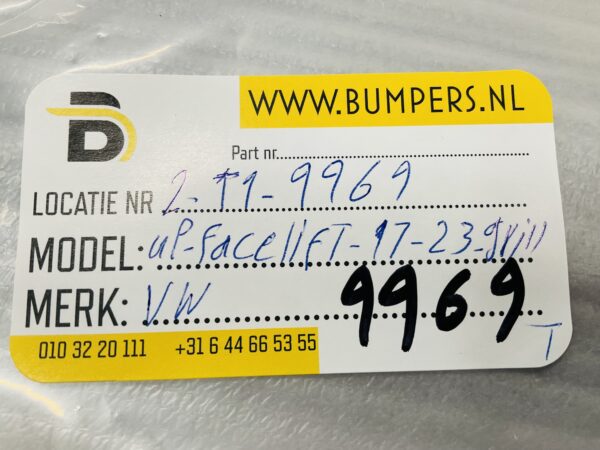 B WWW.BUMPERS.NL
Part nr.
LOCATIE NR 2-T1-9969
MODEL: UP-facelift-17-23-grill
MERK: VW 9969
010 32 20 111 +31 6 44 66 53 55 T